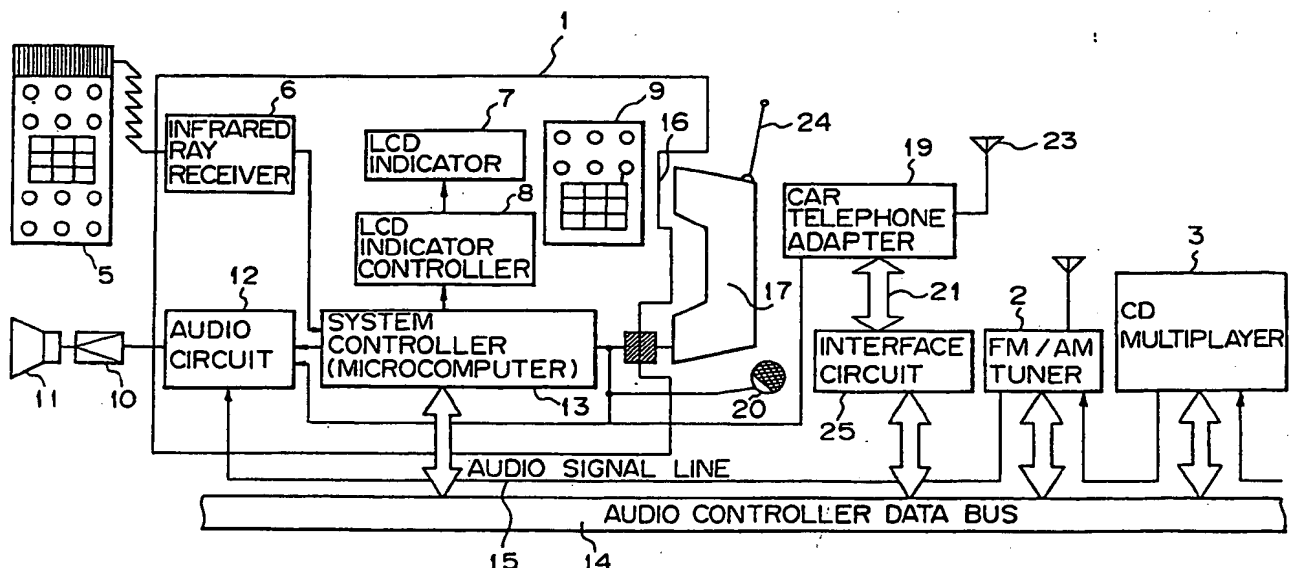 1
6
7
9
16
24
23
INFRARED
RAY
RECEIVER
LCD
INDICATOR
19
CAR
TELEPHONE
ADAPTER
8
LCD
INDICATOR
CONTROLLER
5
3
CD
MULTIPLAYER
12
17
21
2
AUDIO
CIRCUIT
SYSTEM
CONTROLLER
(MICROCOMPUTER)
INTERFACE
CIRCUIT
FM/AM
TUNER
11
10
13
20
25
AUDIO SIGNAL LINE
AUDIO CONTROLLER DATA BUS
15
14